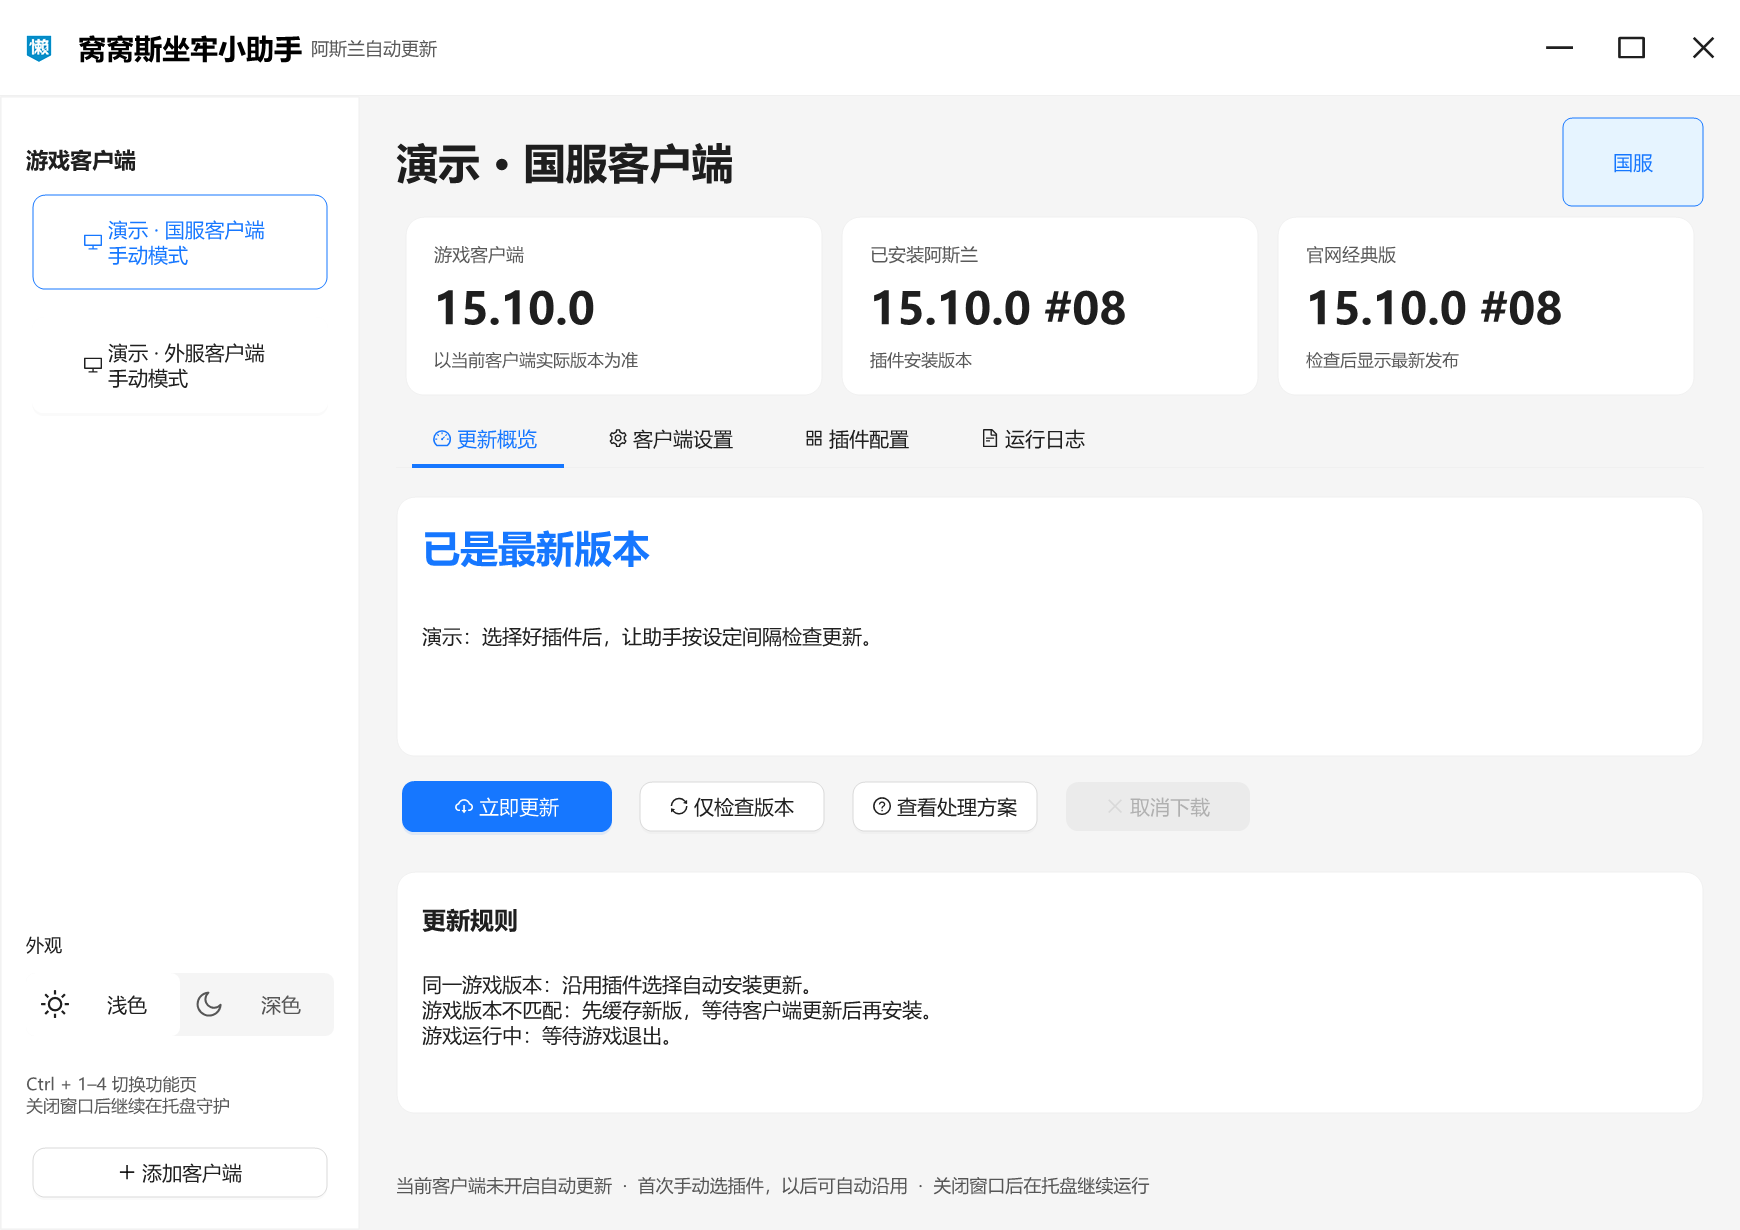 懒
窝窝斯坐牢小助手 阿斯兰自动更新
游戏客户端
演示 · 国服客户端
手动模式
演示 · 外服客户端
手动模式
外观
浅色
深色
Ctrl + 1–4 切换功能页
关闭窗口后继续在托盘守护
添加客户端
演示 · 国服客户端
国服
游戏客户端
15.10.0
以当前客户端实际版本为准
已安装阿斯兰
15.10.0 #08
插件安装版本
官网经典版
15.10.0 #08
检查后显示最新发布
更新概览
客户端设置
插件配置
运行日志
已是最新版本
演示：选择好插件后，让助手按设定间隔检查更新。
立即更新
仅检查版本
查看处理方案
取消下载
更新规则
同一游戏版本：沿用插件选择自动安装更新。
游戏版本不匹配：先缓存新版，等待客户端更新后再安装。
游戏运行中：等待游戏退出。
当前客户端未开启自动更新 · 首次手动选插件，以后可自动沿用 · 关闭窗口后在托盘继续运行